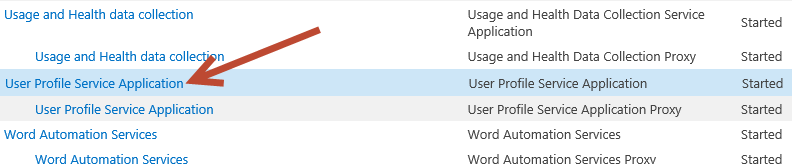 Usage and Health data collection Usage and Health Data Collection Service Started
Application
Usage and Health data collection Usage and Health Data Collection Proxy Started
User Profile Service Application User Profile Service Application Started
User Profile Service Application User Profile Service Application Proxy Started
Word Automation Services Word Automation Services Started
Word Automation Services Word Automation Services Proxy Started